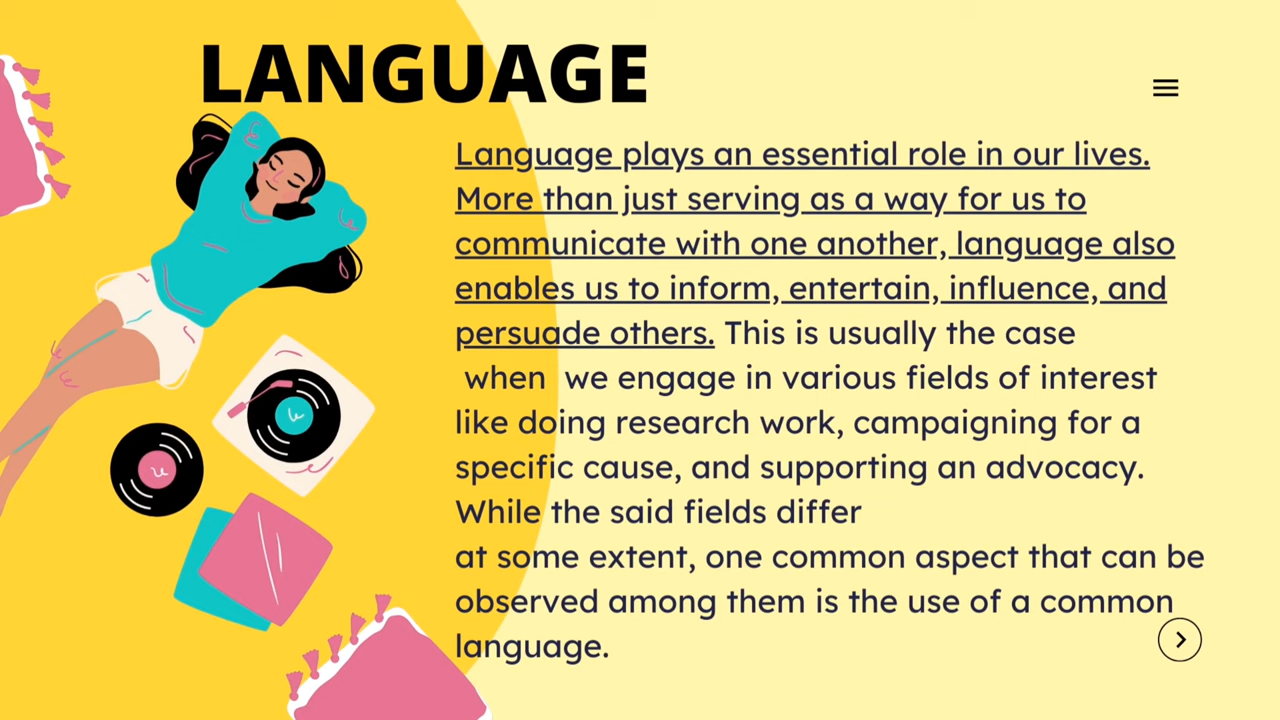 LANGUAGE
Language plays an essential role in our lives.
More than just serving as a way for us to
communicate with one another, language also
enables us to inform, entertain, influence, and
persuade others. This is usually the case
when we engage in various fields of interest
like doing research work, campaigning for a
specific cause, and supporting an advocacy.
While the said fields differ
at some extent, one common aspect that can be
observed among them is the use of a common
language.